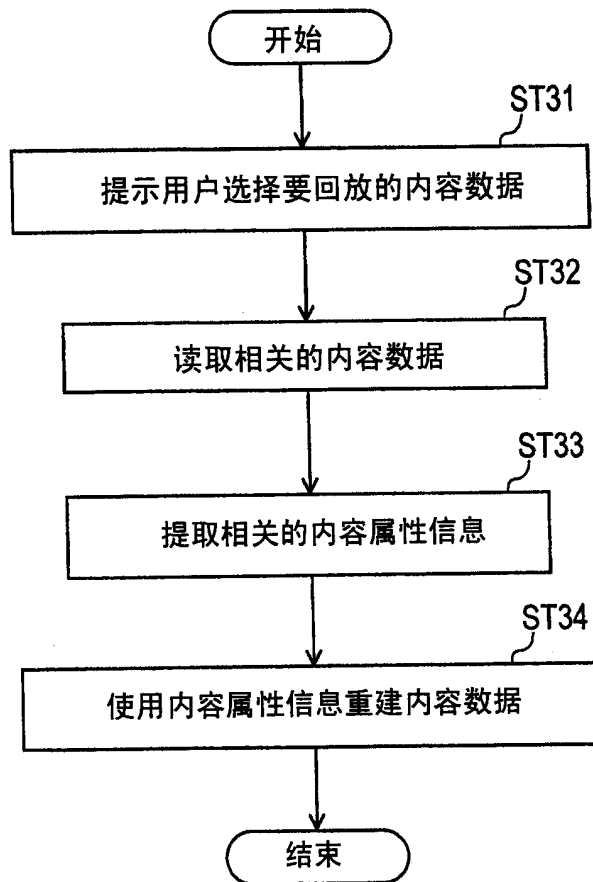 开始
ST31
提示用户选择要回放的内容数据
ST32
读取相关的内容数据
ST33
提取相关的内容属性信息
ST34
使用内容属性信息重建内容数据
结束